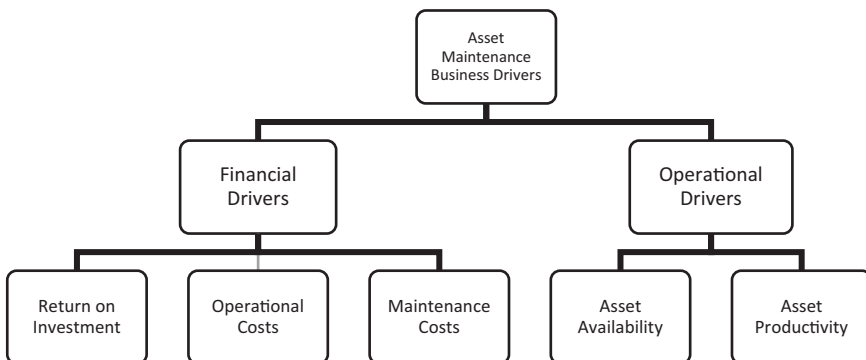 Asset
Maintenance
Business Drivers
Financial
Drivers
Operational
Drivers
Return on
Investment
Operational
Costs
Maintenance
Costs
Asset
Availability
Asset
Productivity